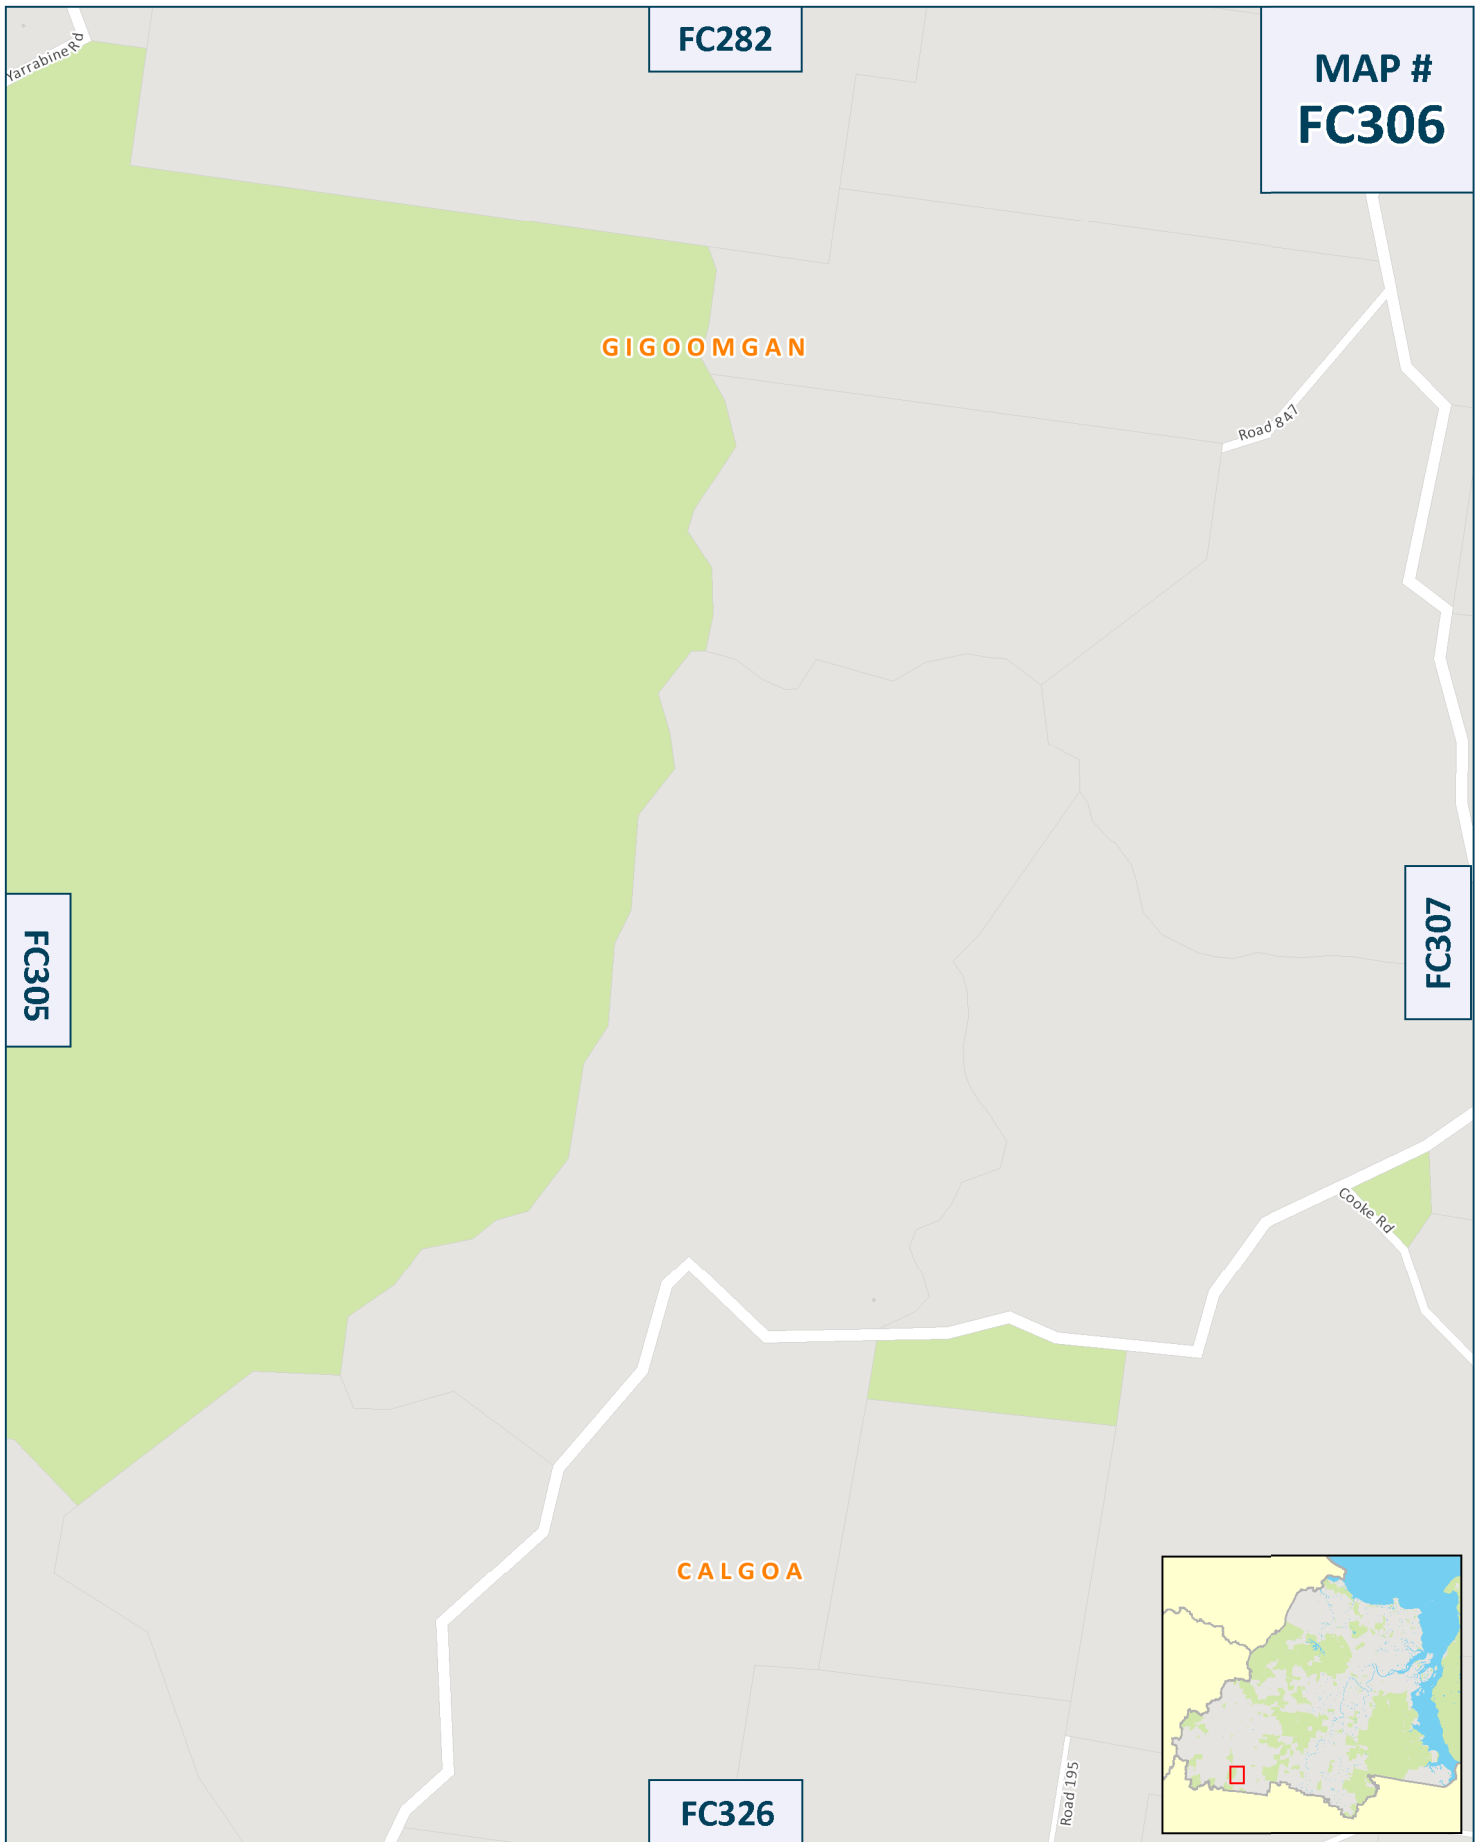 FC282
MAP #
FC306
Yarrabine Rd
GIGOOMGAN
Road 847
FC305
FC307
Cooke Rd
CALGOA
Road 195
FC326